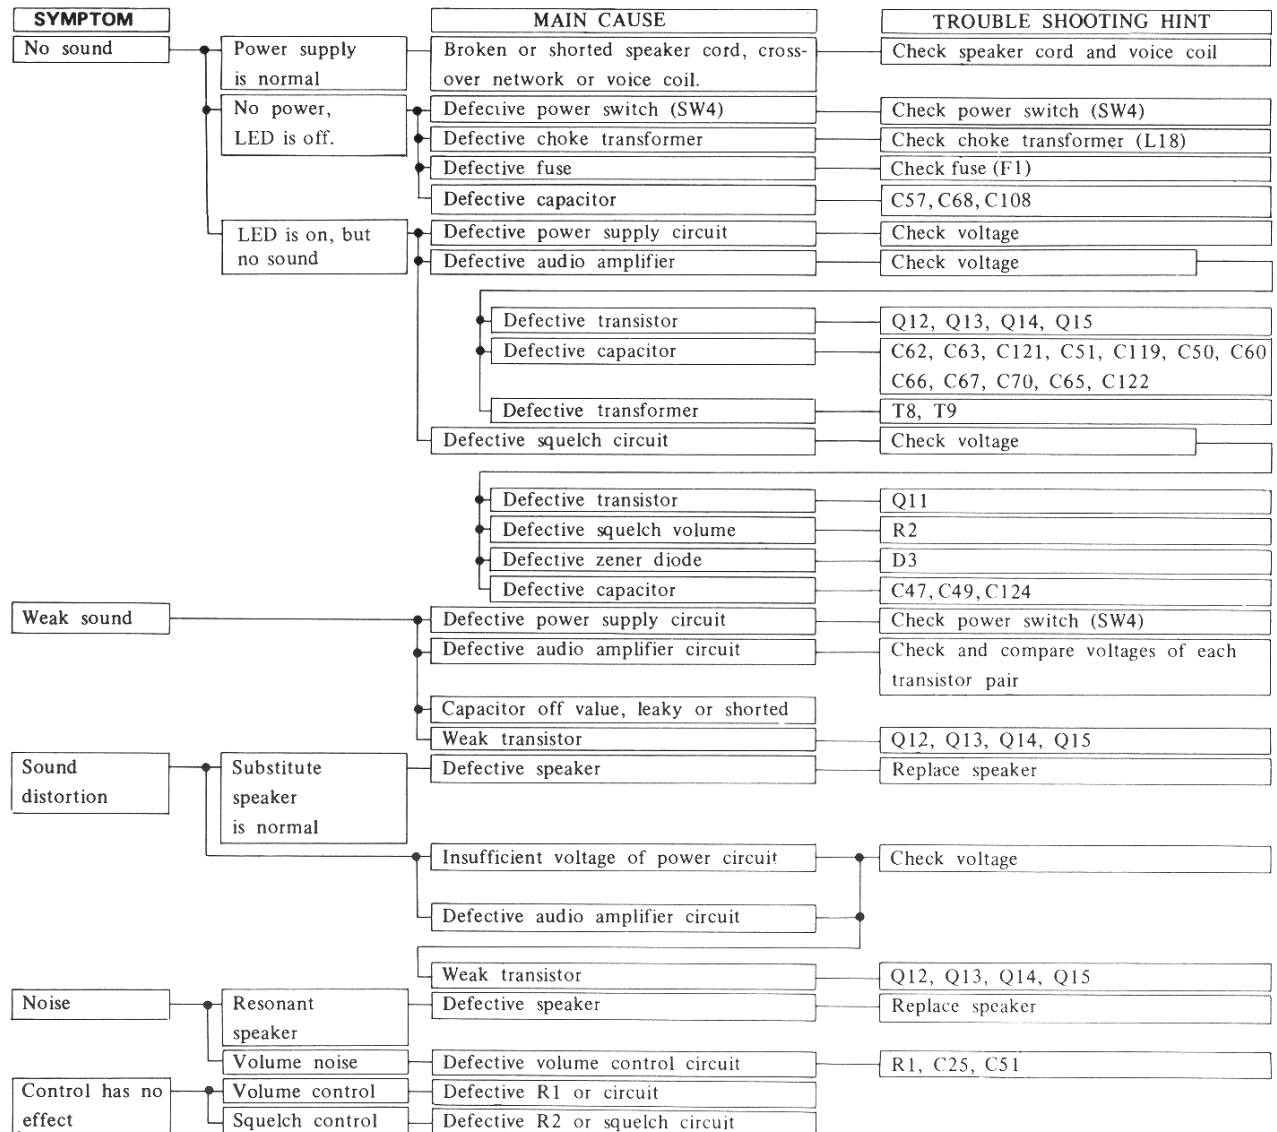 SYMPTOM MAIN CAUSE TROUBLE SHOOTING HINT
No sound Power supply Broken or shorted speaker cord, cross- Check speaker cord and voice coil
is normal over network or voice coil.
No power, Defective power switch (SW4) Check power switch (SW4)
LED is off. Defective choke transformer Check choke transformer (L18)
Defective fuse Check fuse (F1)
Defective capacitor C57, C68, C108
LED is on, but Defective power supply circuit Check voltage
no sound Defective audio amplifier Check voltage
Defective transistor Q12, Q13, Q14, Q15
Defective capacitor C62, C63, C121, C51, C119, C50, C60
C66, C67, C70, C65, C122
Defective transformer T8, T9
Defective squelch circuit Check voltage
Defective transistor Q11
Defective squelch volume R2
Defective zener diode D3
Defective capacitor C47, C49, C124
Weak sound Defective power supply circuit Check power switch (SW4)
Defective audio amplifier circuit Check and compare voltages of each
transistor pair
Capacitor off value, leaky or shorted
Weak transistor Q12, Q13, Q14, Q15
Sound Substitute Defective speaker Replace speaker
distortion speaker
is normal
Insufficient voltage of power circuit Check voltage
Defective audio amplifier circuit
Weak transistor Q12, Q13, Q14, Q15
Noise Resonant Defective speaker Replace speaker
speaker
Volume noise Defective volume control circuit R1, C25, C51
Control has no Volume control Defective R1 or circuit
effect Squelch control Defective R2 or squelch circuit